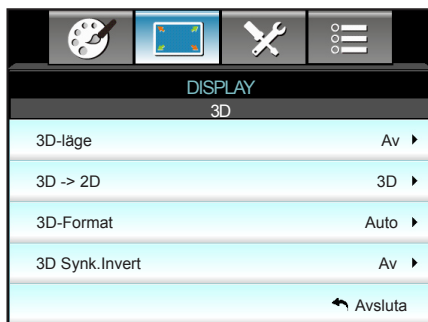 DISPLAY
3D
3D-läge Av
3D -> 2D 3D
3D-Format Auto
3D Synk.Invert Av
Avsluta